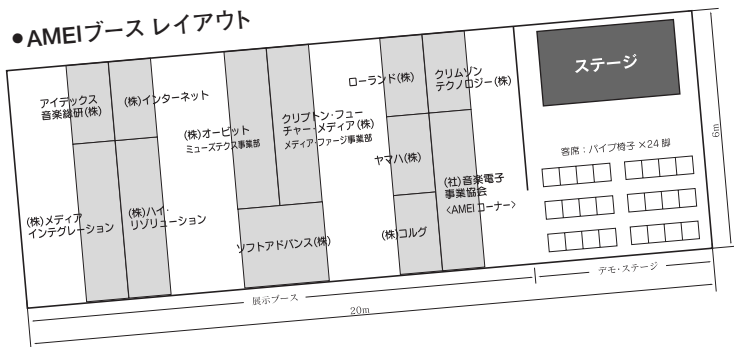 ●AMEIブース レイアウト
アイデックス
音楽総研(株)
(株)インターネット
(株)メディア
インテグレーション
(株)ハイ・
リゾリューション
(株)オービット
ミューズテクス事業部
クリプトン・フュー
チャー・メディア(株)
メディア・ファージ事業部
ソフトアドバンス(株)
ローランド(株)
クリムゾン
テクノロジー(株)
ヤマハ(株)
(社)音楽電子
事業協会
〈AMEIコーナー〉
(株)コルグ
ステージ
客席：パイプ椅子 ×24脚
6m
展示ブース
デモ・ステージ
20m